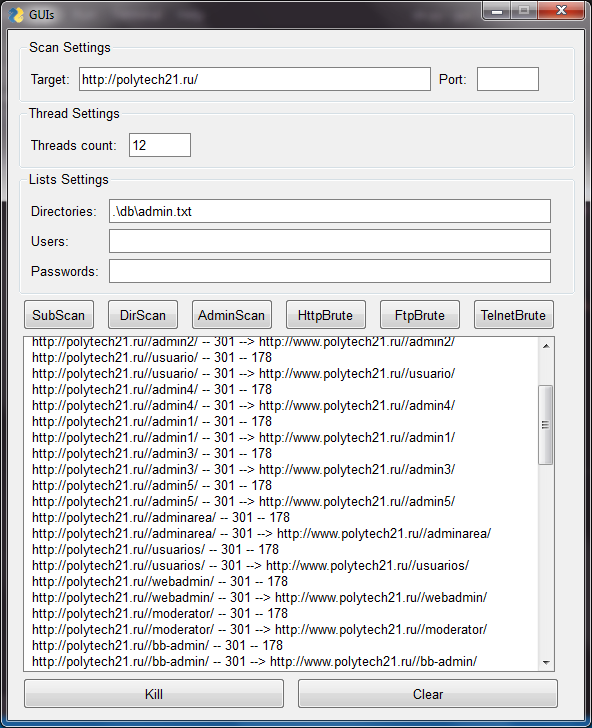 GUIs
Scan Settings
Target: http://polytech21.ru/ Port:
Thread Settings
Threads count: 12
Lists Settings
Directories: .\db\admin.txt
Users:
Passwords:
SubScan DirScan AdminScan HttpBrute FtpBrute TelnetBrute
http://polytech21.ru//admin2/ -- 301 --> http://www.polytech21.ru//admin2/
http://polytech21.ru//usuario/ -- 301 -- 178
http://polytech21.ru//usuario/ -- 301 --> http://www.polytech21.ru//usuario/
http://polytech21.ru//admin4/ -- 301 -- 178
http://polytech21.ru//admin4/ -- 301 --> http://www.polytech21.ru//admin4/
http://polytech21.ru//admin1/ -- 301 -- 178
http://polytech21.ru//admin1/ -- 301 --> http://www.polytech21.ru//admin1/
http://polytech21.ru//admin3/ -- 301 -- 178
http://polytech21.ru//admin3/ -- 301 --> http://www.polytech21.ru//admin3/
http://polytech21.ru//admin5/ -- 301 -- 178
http://polytech21.ru//admin5/ -- 301 --> http://www.polytech21.ru//admin5/
http://polytech21.ru//adminarea/ -- 301 -- 178
http://polytech21.ru//adminarea/ -- 301 --> http://www.polytech21.ru//adminarea/
http://polytech21.ru//usuarios/ -- 301 -- 178
http://polytech21.ru//usuarios/ -- 301 --> http://www.polytech21.ru//usuarios/
http://polytech21.ru//webadmin/ -- 301 -- 178
http://polytech21.ru//webadmin/ -- 301 --> http://www.polytech21.ru//webadmin/
http://polytech21.ru//moderator/ -- 301 -- 178
http://polytech21.ru//moderator/ -- 301 --> http://www.polytech21.ru//moderator/
http://polytech21.ru//bb-admin/ -- 301 -- 178
http://polytech21.ru//bb-admin/ -- 301 --> http://www.polytech21.ru//bb-admin/
Kill Clear